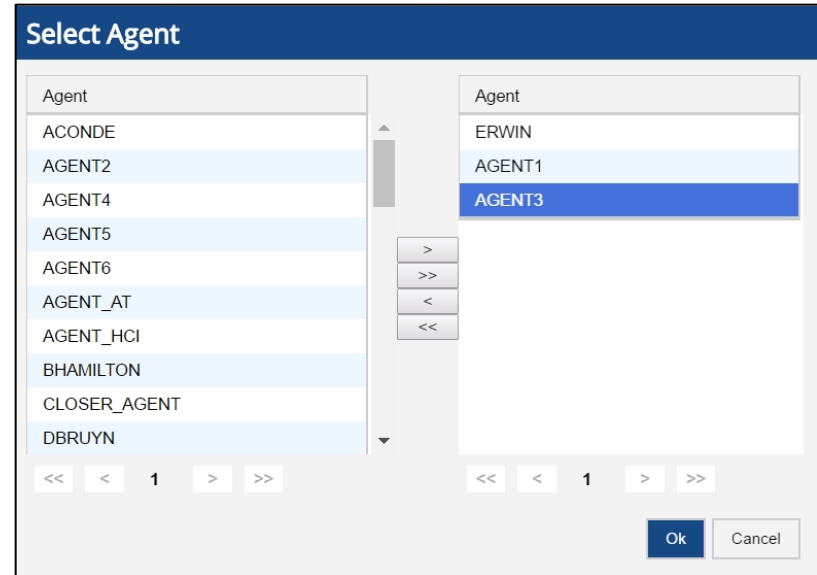 Select Agent
Agent
ACONDE
AGENT2
AGENT4
AGENT5
AGENT6
AGENT_AT
AGENT_HCI
BHAMILTON
CLOSER_AGENT
DBRUYN
<< < 1 > >>
>
>>
<
<<
Agent
ERWIN
AGENT1
AGENT3
<< < 1 > >>
Ok Cancel